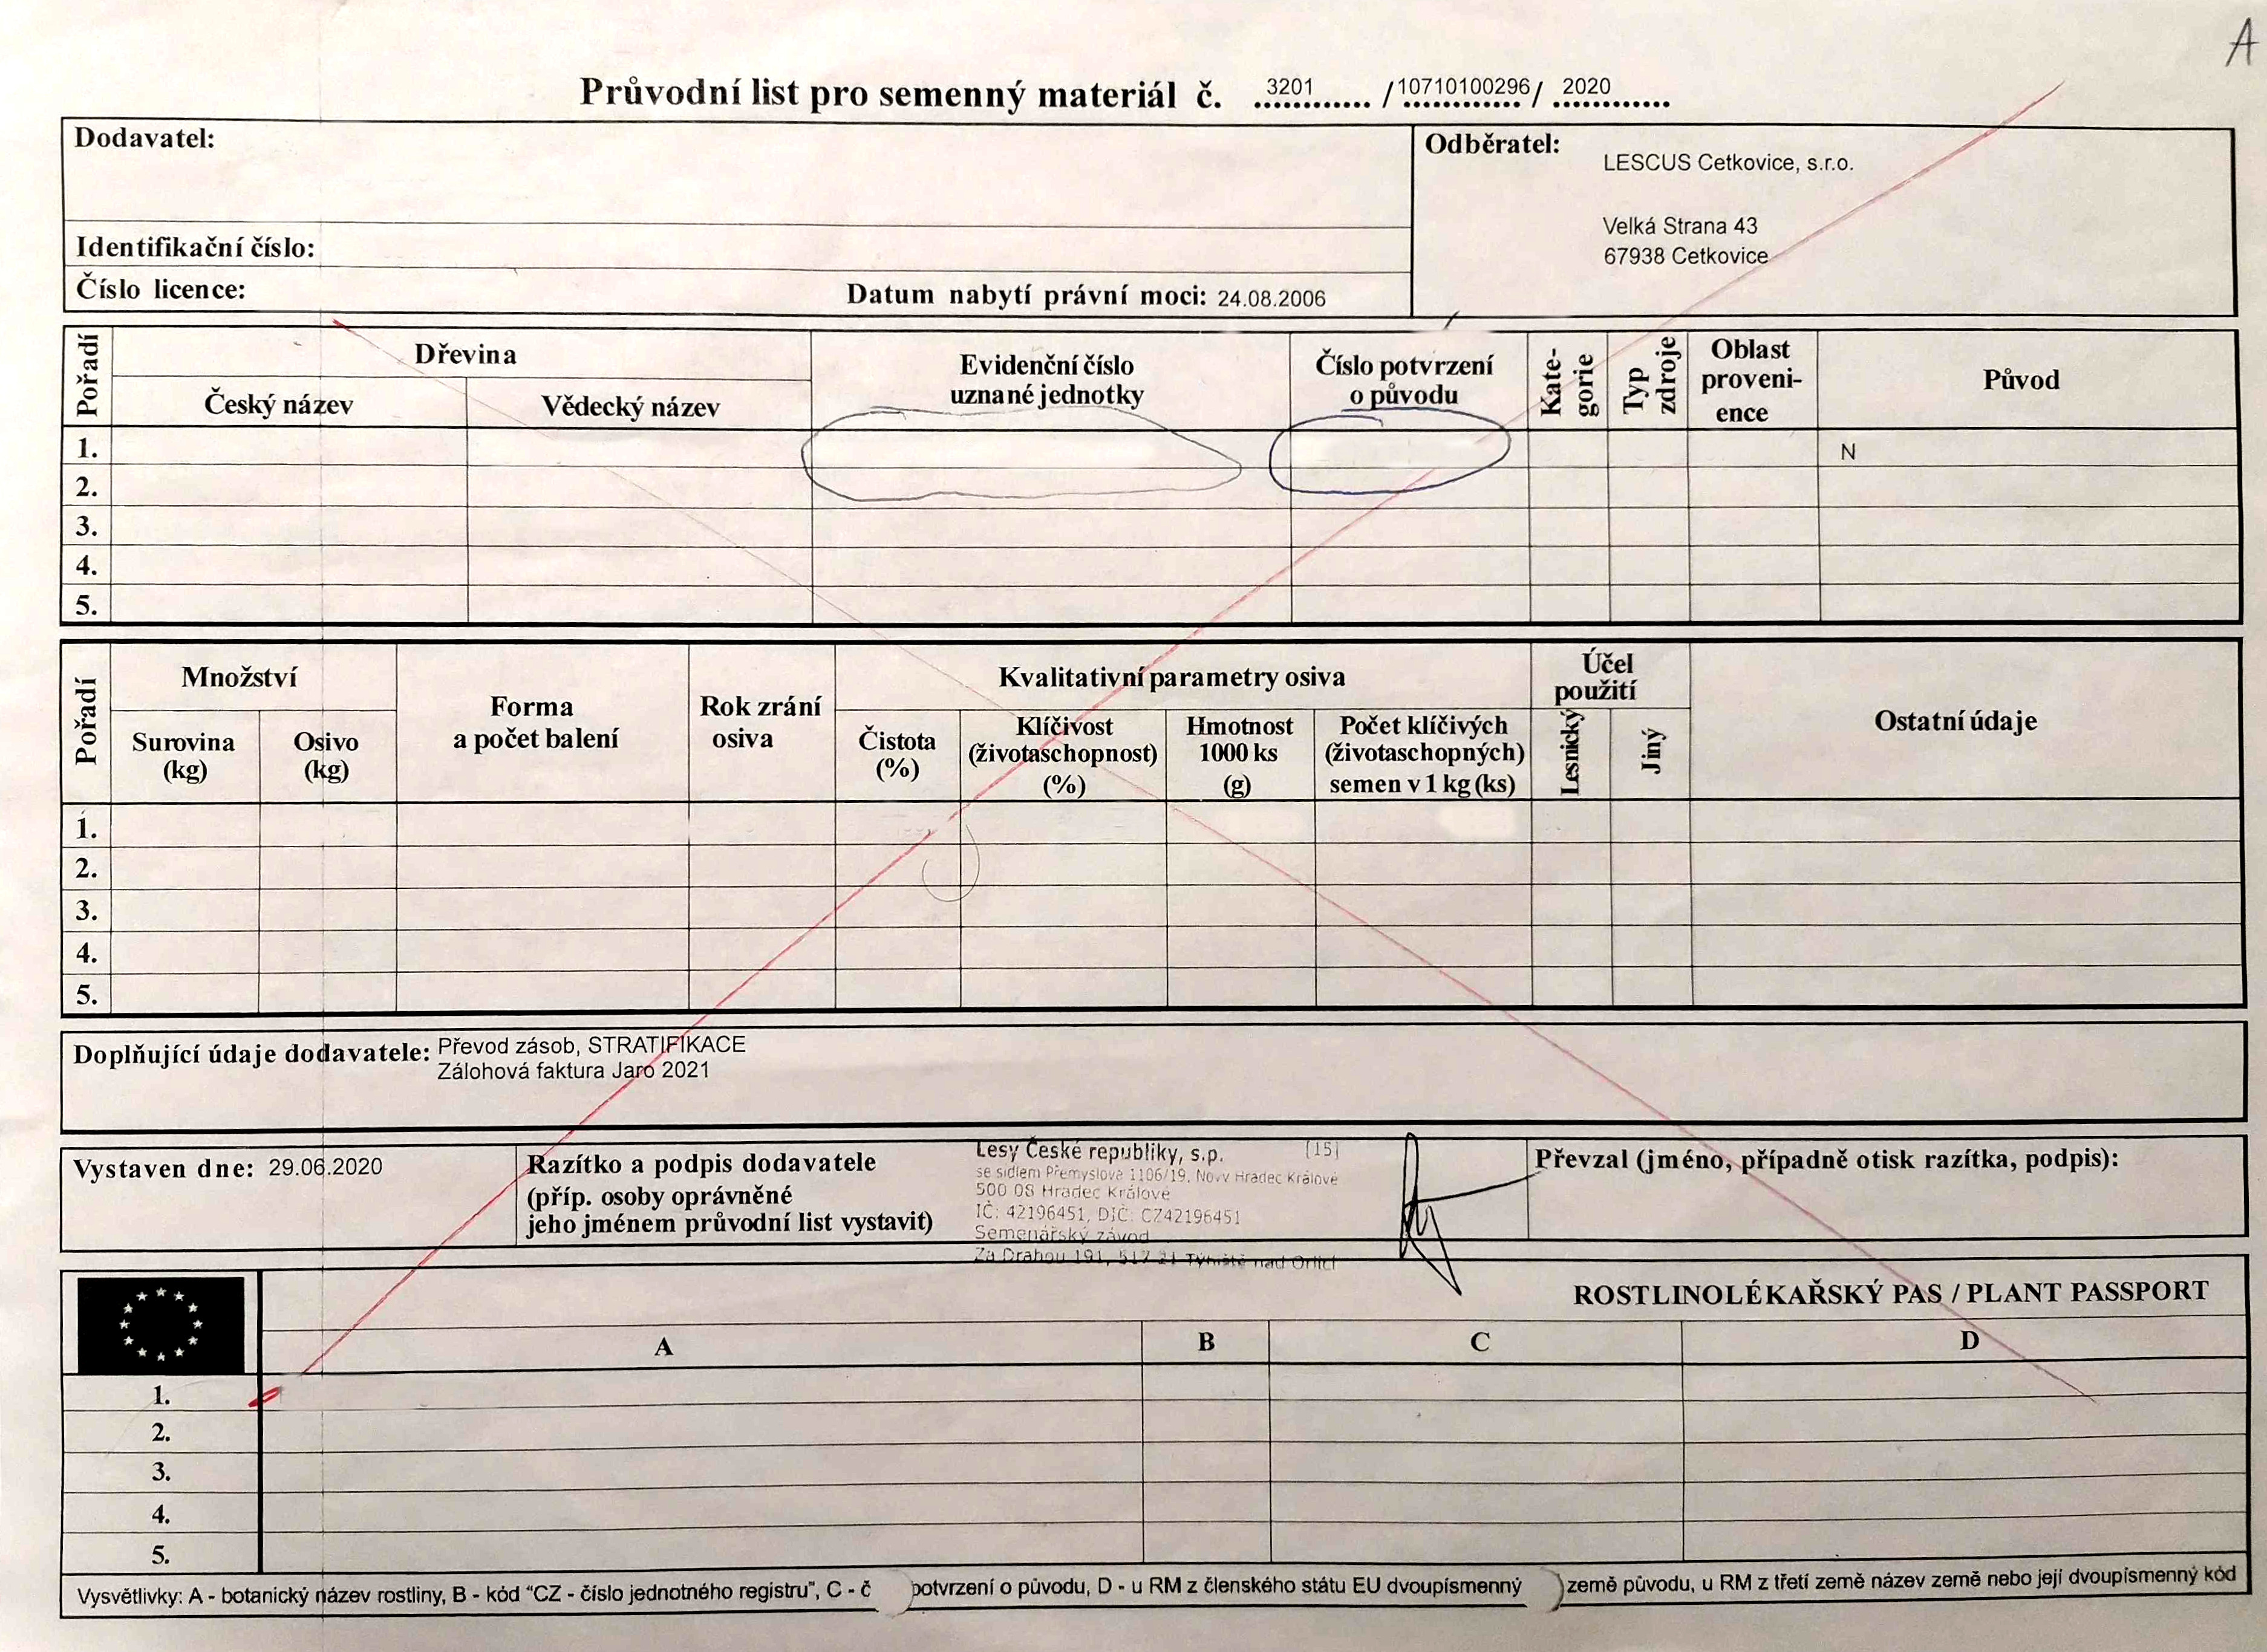 A
Průvodní list pro semenný materiál č. 3201 / 10710100296 / 2020
Dodavatel:
Identifikační číslo:
Číslo licence:
Datum nabytí právní moci: 24.08.2006
Odběratel:
LESCUS Cetkovice, s.r.o.
Velká Strana 43
67938 Cetkovice
Pořadí
Dřevina
Český název
Vědecký název
Evidenční číslo
uznané jednotky
Číslo potvrzení
o původu
Kate-
gorie
Typ
zdroje
Oblast
proveni-
ence
Původ
1.
N
2.
3.
4.
5.
Pořadí
Množství
Surovina
(kg)
Osivo
(kg)
Forma
a počet balení
Rok zrání
osiva
Kvalitativní parametry osiva
Čistota
(%)
Klíčivost
(životaschopnost)
(%)
Hmotnost
1000 ks
(g)
Počet klíčivých
(životaschopných)
semen v 1 kg (ks)
Účel
použití
Lesnický
Jiný
Ostatní údaje
1.
2.
3.
4.
5.
Doplňující údaje dodavatele: Převod zásob, STRATIFIKACE
Zálohová faktura Jaro 2021
Vystaven dne: 29.06.2020
Razítko a podpis dodavatele
(příp. osoby oprávněné
jeho jménem průvodní list vystavit)
Lesy České republiky, s.p. [15]
se sídlem Přemyslova 1106/19, Nový Hradec Králové
500 08 Hradec Králové
IČ: 42196451, DIČ: CZ42196451
Semenářský závod
Za Drahou 191, 517 21 Týniště nad Orlicí
Převzal (jméno, případně otisk razítka, podpis):
ROSTLINOLÉKAŘSKÝ PAS / PLANT PASSPORT
A
B
C
D
1.
2.
3.
4.
5.
Vysvětlivky: A - botanický název rostliny, B - kód "CZ - číslo jednotného registru", C - č potvrzení o původu, D - u RM z členského státu EU dvoupísmenný země původu, u RM z třetí země název země nebo její dvoupísmenný kód